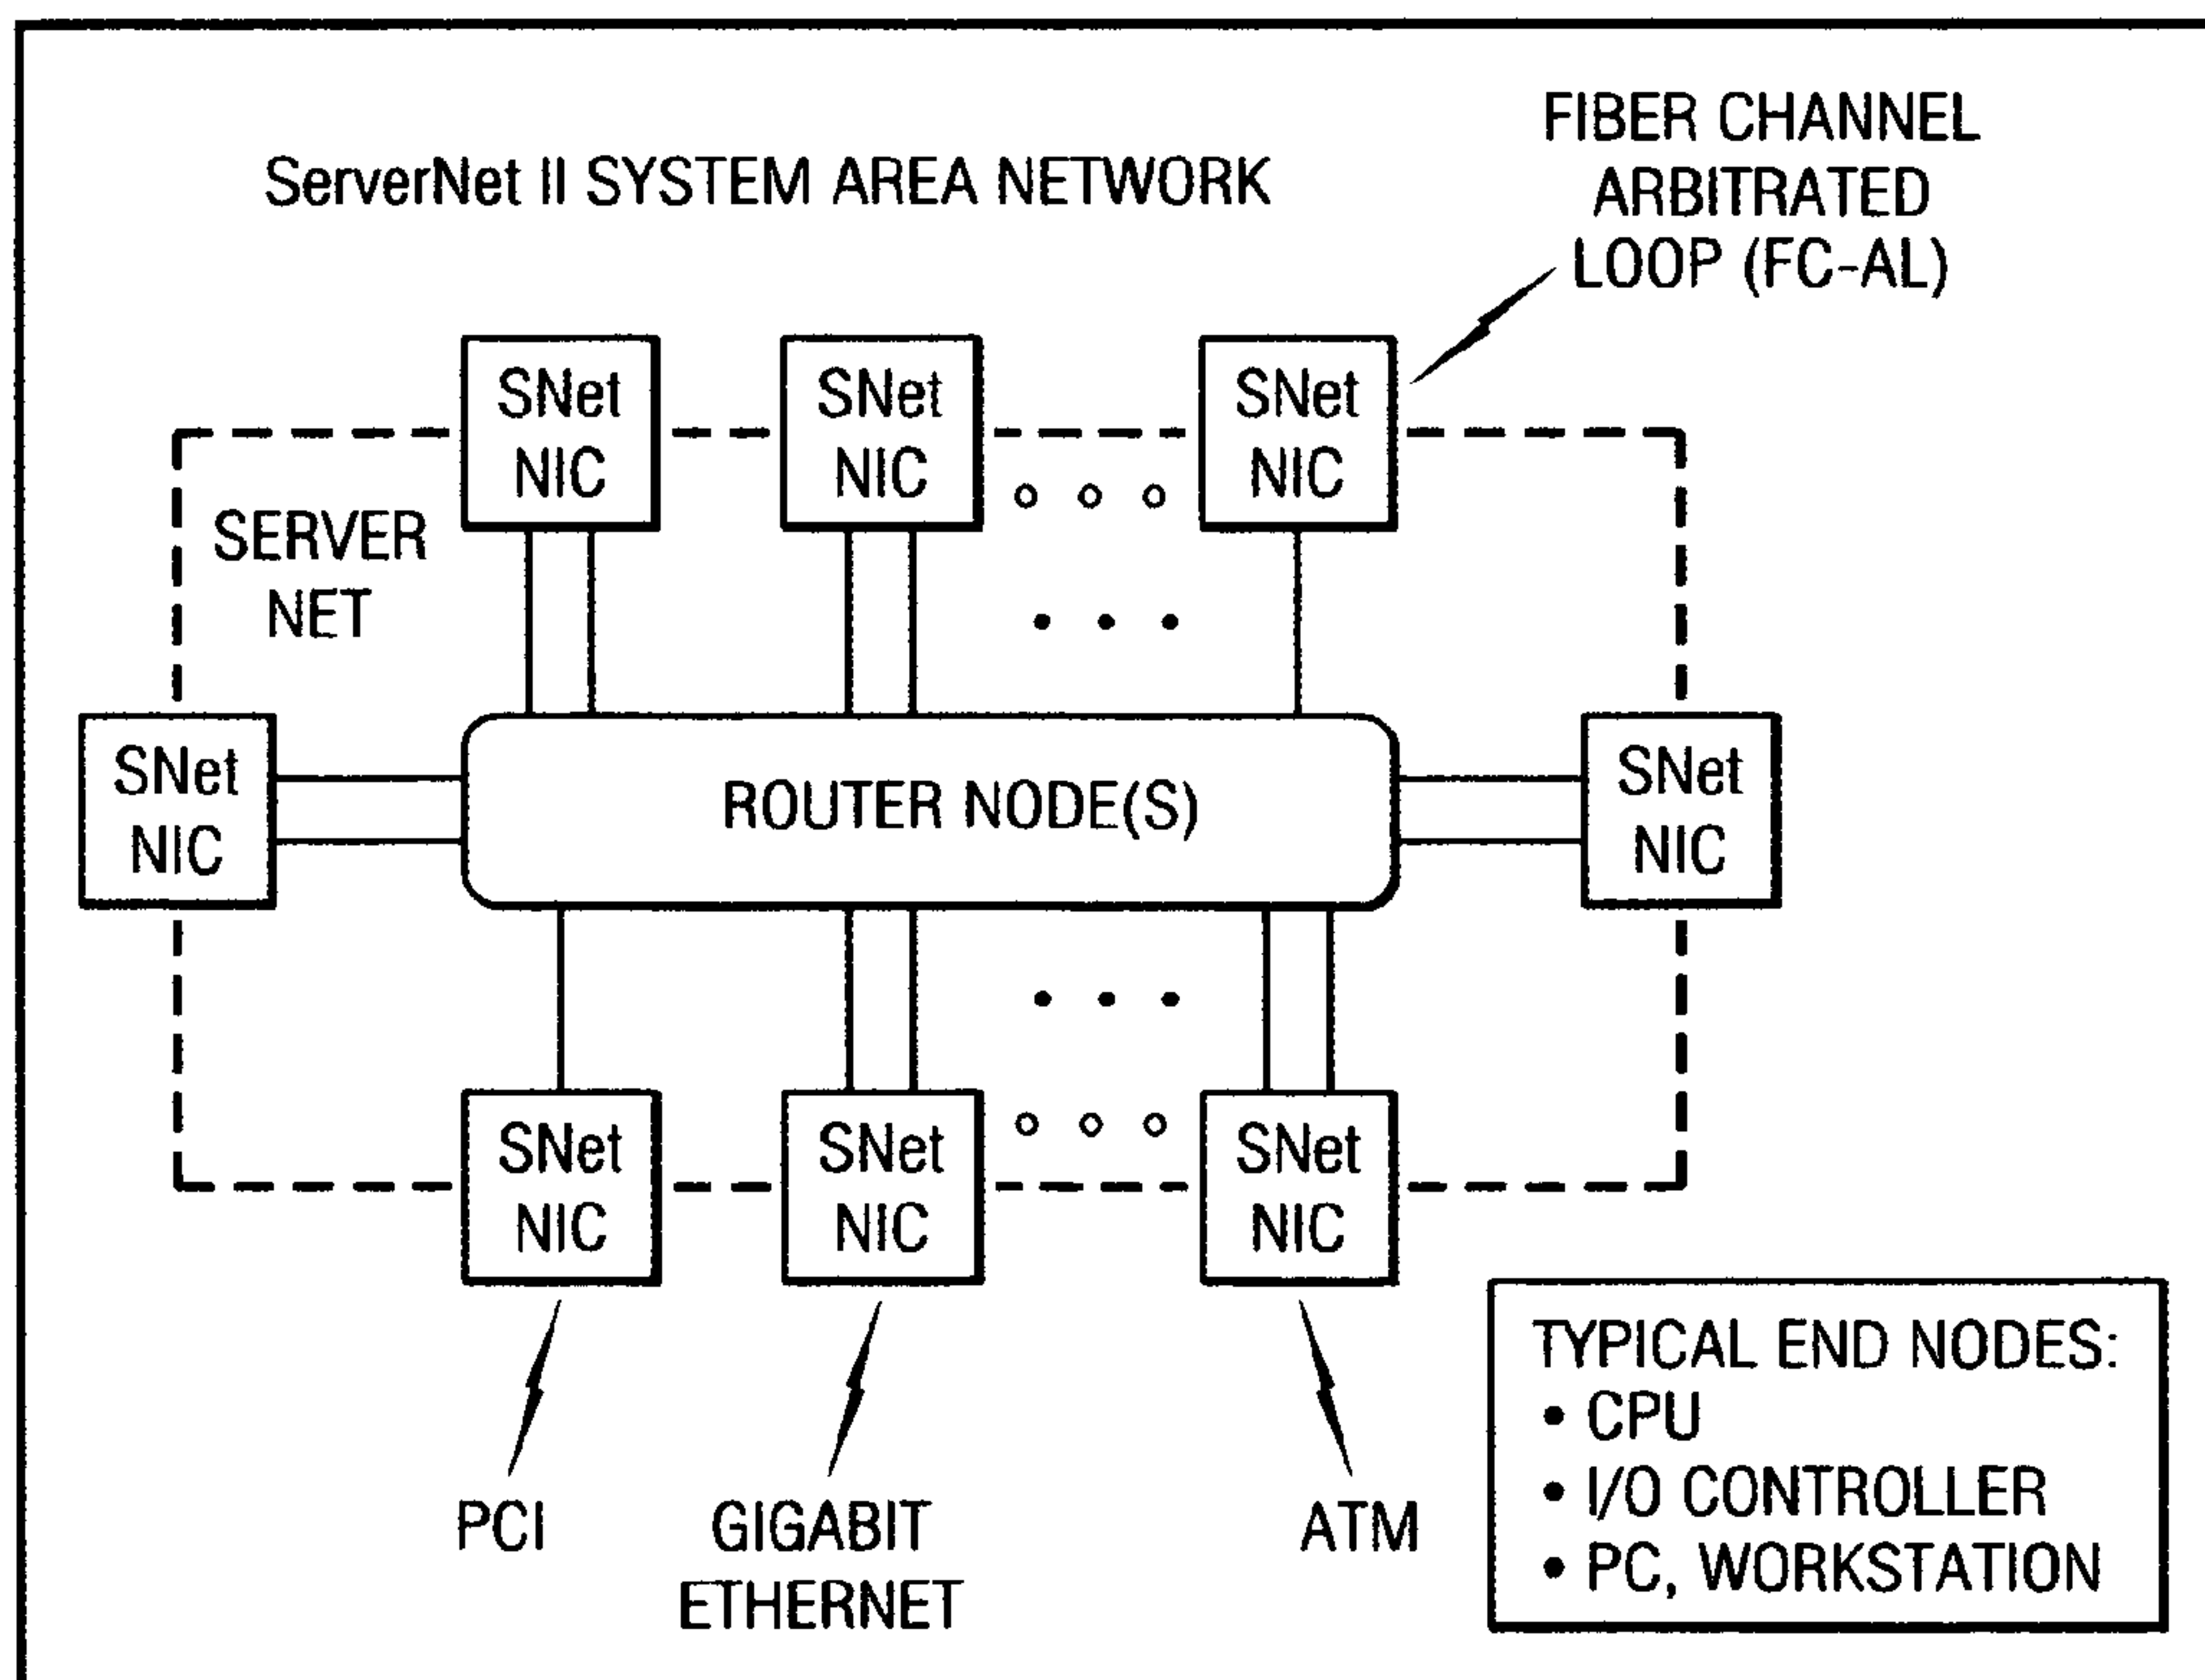 ServerNet II SYSTEM AREA NETWORK
FIBER CHANNEL
ARBITRATED
LOOP (FC-AL)
SNet
NIC
SNet
NIC
SNet
NIC
SERVER
NET
SNet
NIC
ROUTER NODE(S)
SNet
NIC
SNet
NIC
SNet
NIC
SNet
NIC
PCI
GIGABIT
ETHERNET
ATM
TYPICAL END NODES:
• CPU
• I/O CONTROLLER
• PC, WORKSTATION